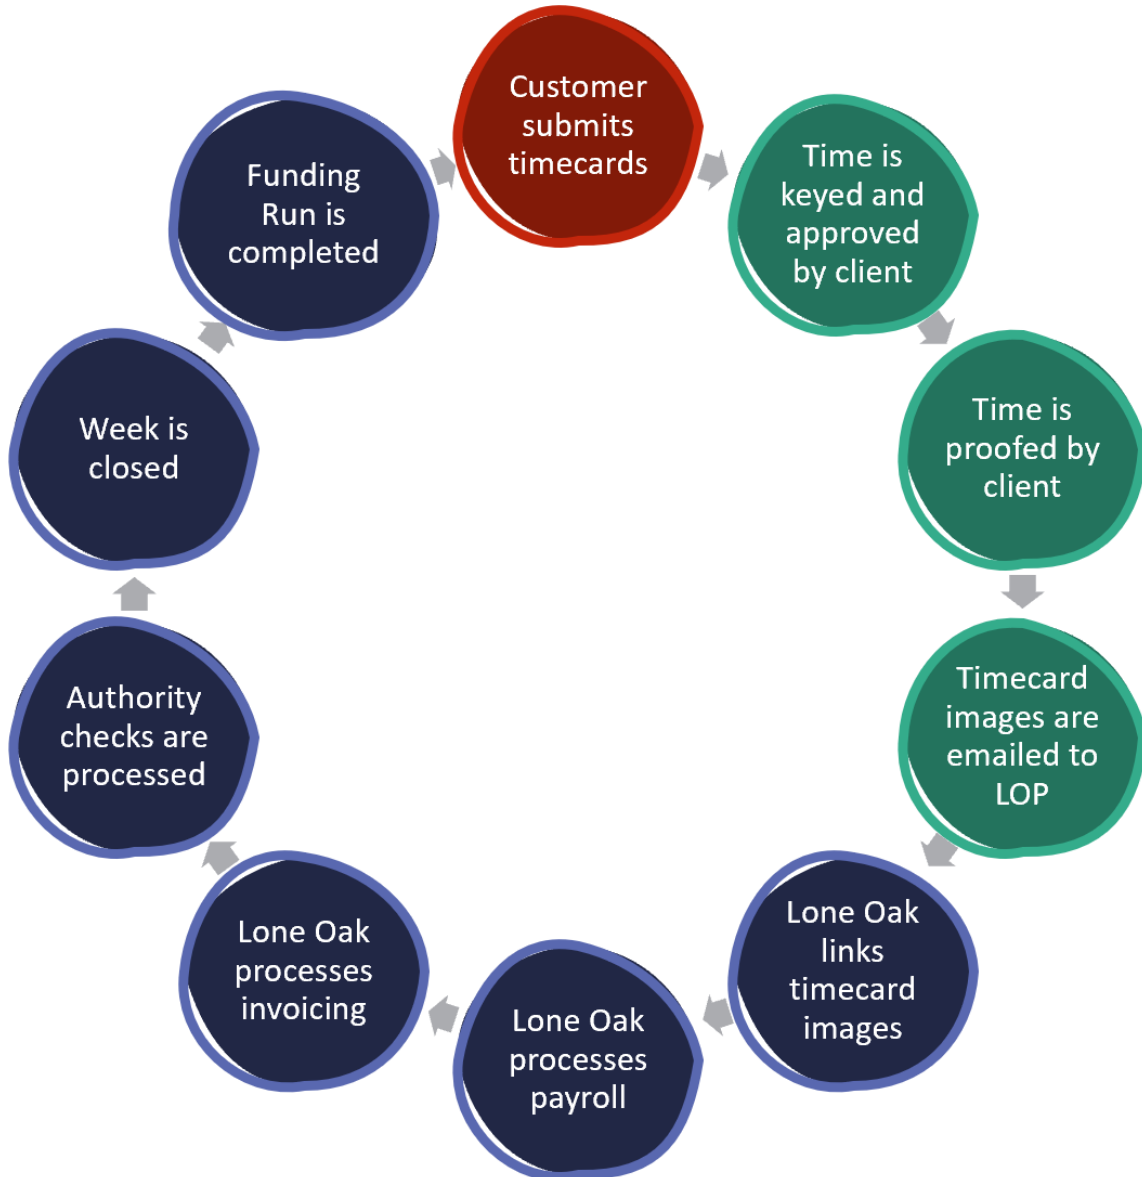 Customer
submits
timecards
Time is
keyed and
approved
by client
Time is
proofed by
client
Timecard
images are
emailed to
LOP
Lone Oak
links
timecard
images
Lone Oak
processes
payroll
Lone Oak
processes
invoicing
Authority
checks are
processed
Week is
closed
Funding
Run is
completed